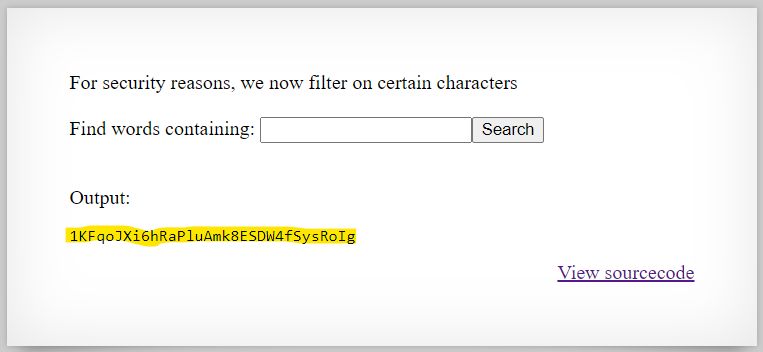 For security reasons, we now filter on certain characters
Find words containing: Search
Output:
1KFqoJXi6hRaPluAmk8ESDW4fSysRoIg
View sourcecode